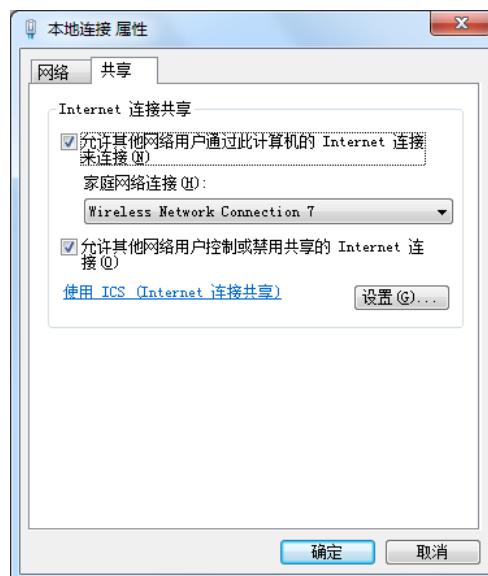 本地连接 属性
网络
共享
Internet 连接共享
允许其他网络用户通过此计算机的 Internet 连接
来连接(N)
家庭网络连接(H):
Wireless Network Connection 7
允许其他网络用户控制或禁用共享的 Internet 连
接(O)
使用 ICS (Internet 连接共享)
设置(G)...
确定
取消